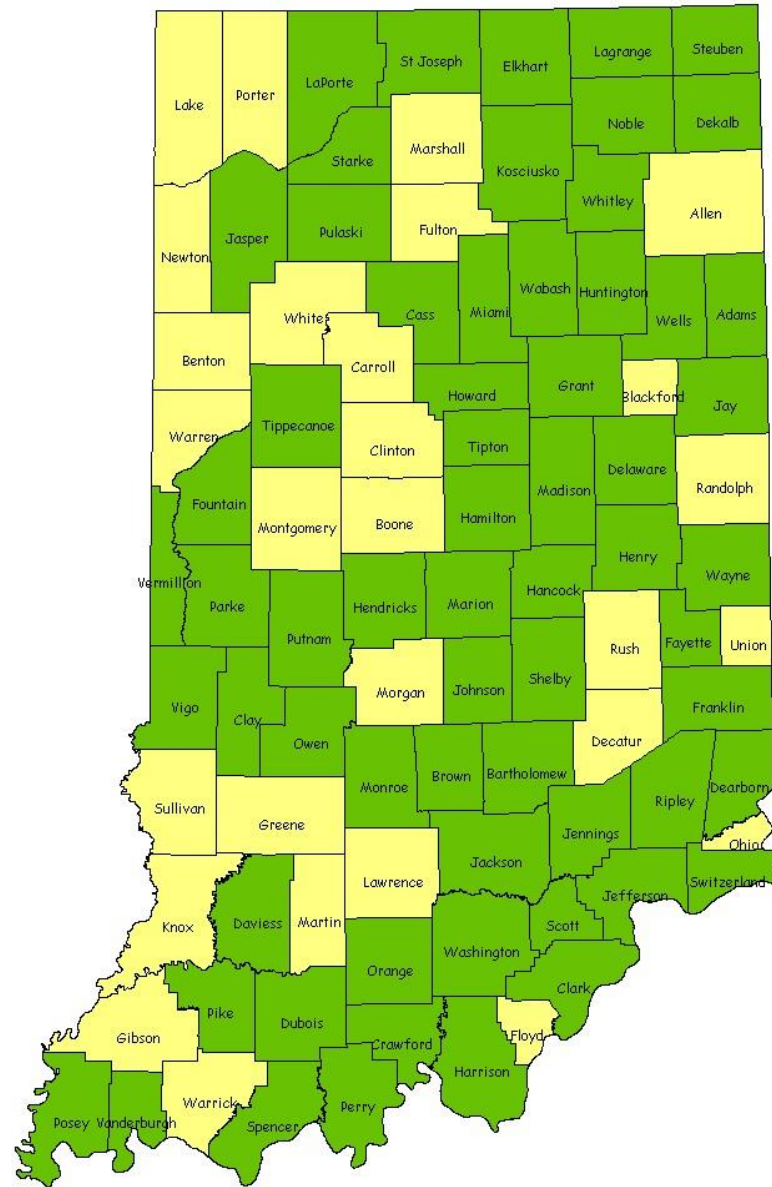 Steuben
Lagrange
St Joseph
Elkhart
LaPorte
Porter
Lake
Noble
Dekalb
Marshall
Starke
Kosciusko
Whitley
Allen
Fulton
Pulaski
Jasper
Newton
Wabash
Huntington
Miami
Cass
White
Wells
Adams
Benton
Carroll
Grant
Howard
Blackford
Jay
Tippecanoe
Warren
Clinton
Tipton
Delaware
Madison
Randolph
Fountain
Montgomery
Boone
Hamilton
Henry
Wayne
Vermillion
Parke
Hendricks
Marion
Hancock
Putnam
Rush
Fayette
Union
Morgan
Johnson
Shelby
Franklin
Vigo
Clay
Owen
Decatur
Monroe
Brown
Bartholomew
Ripley
Dearborn
Sullivan
Greene
Jennings
Ohio
Jackson
Lawrence
Switzerland
Jefferson
Knox
Daviess
Martin
Scott
Washington
Orange
Clark
Pike
Dubois
Floyd
Gibson
Crawford
Harrison
Warrick
Perry
Posey
Vanderburgh
Spencer